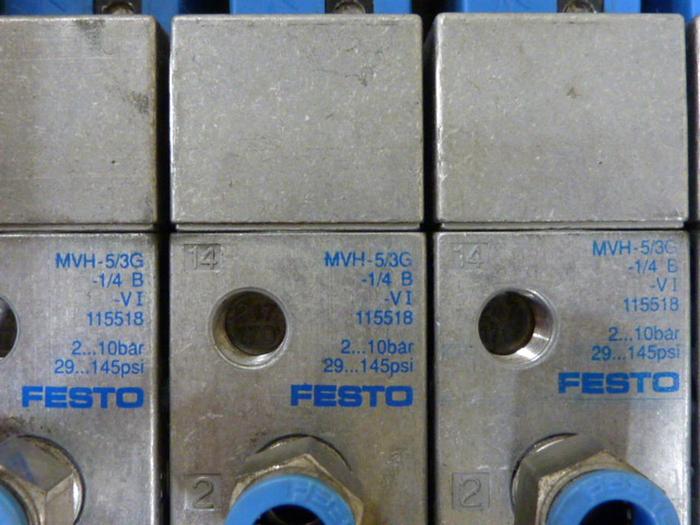 MVH-5/3G
-1/4 B
-VI
115518
2...10bar
29...145psi
FESTO
14
MVH-5/3G
-1/4 B
-VI
115518
2...10bar
29...145psi
FESTO
2
14
MVH-5/3G
-1/4 B
-VI
115518
2...10bar
29...145psi
FESTO
2